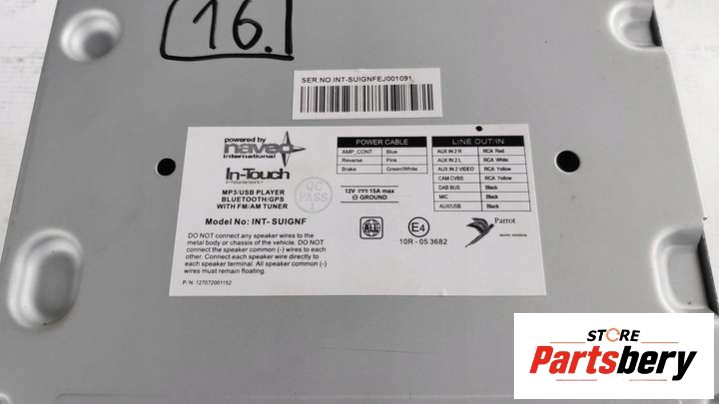 16.
SER.NO.INT-SUIGNFEJ001091
powered by
naveo
international
In-Touch
MP3/USB PLAYER
BLUETOOTH/GPS
WITH FM/AM TUNER
QC
PASS
Model No: INT- SUIGNF
DO NOT connect any speaker wires to the
metal body or chassis of the vehicle. DO NOT
connect the speaker common (-) wires to each
other. Connect each speaker wire directly to
each speaker terminal. All speaker common (-)
wires must remain floating.
P/N: 127072001152
POWER CABLE
AMP_CONT Blue
Reverse Pink
Brake Green/White
12V 15A max
GROUND
E4
10R - 053682
LINE OUT/IN
AUX IN 2 R RCA Red
AUX IN 2 L RCA White
AUX IN 2 VIDEO RCA Yellow
CAM CVBS RCA Yellow
DAB BUS Black
MIC Black
AUX/USB Black
Parrot
STORE
Partsbery